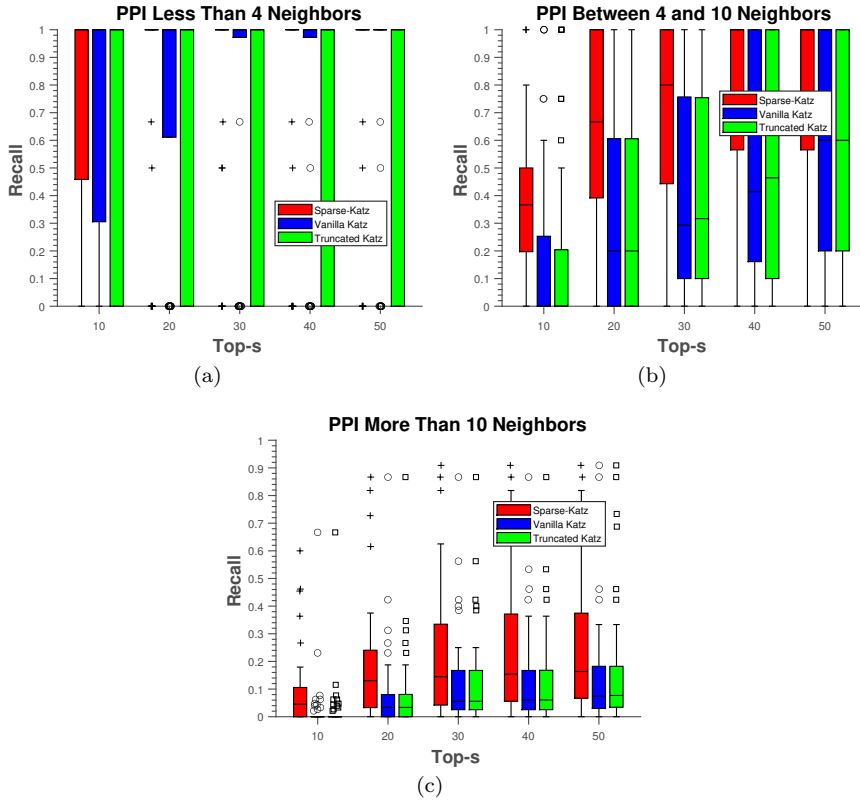 PPI Less Than 4 Neighbors
1
0.9
0.8
0.7
0.6
0.5
0.4
0.3
0.2
0.1
0
Recall
Sparse-Katz
Vanilla Katz
Truncated Katz
10 20 30 40 50
Top-s
(a)
PPI Between 4 and 10 Neighbors
1
0.9
0.8
0.7
0.6
0.5
0.4
0.3
0.2
0.1
0
Recall
Sparse-Katz
Vanilla Katz
Truncated Katz
10 20 30 40 50
Top-s
(b)
PPI More Than 10 Neighbors
1
0.9
0.8
0.7
0.6
0.5
0.4
0.3
0.2
0.1
0
Recall
Sparse-Katz
Vanilla Katz
Truncated Katz
10 20 30 40 50
Top-s
(c)